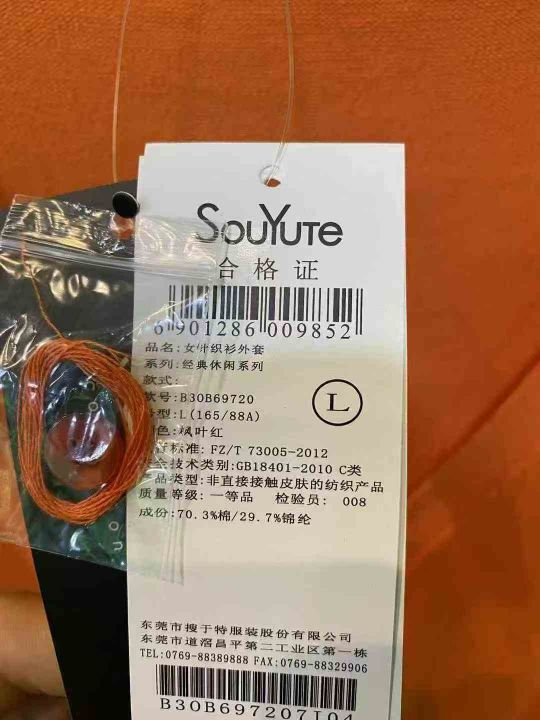 SouYute
合格证
6 901286 009852
品名:女针织衫外套
系列:经典休闲系列
款式:
款号:B30B69720
号型:L(165/88A)
L
颜色:枫叶红
执行标准: FZ/T 73005-2012
安全技术类别:GB18401-2010 C类
产品类型:非直接接触皮肤的纺织产品
质量等级:一等品 检验员: 008
成份:70.3%棉/29.7%锦纶
东莞市搜于特服装股份有限公司
东莞市道滘昌平第二工业区第一栋
TEL:0769-88389888 FAX:0769-88329906
B30B697207104